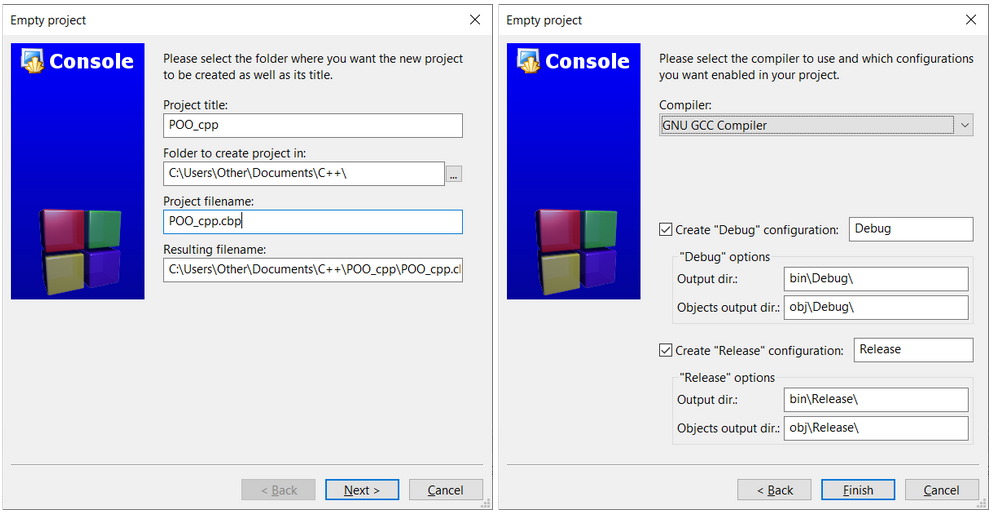 Empty project
Console
Please select the folder where you want the new project
to be created as well as its title.
Project title:
POO_cpp
Folder to create project in:
C:\Users\Other\Documents\C++\
...
Project filename:
POO_cpp.cbp
Resulting filename:
C:\Users\Other\Documents\C++\POO_cpp\POO_cpp.cl
< Back
Next >
Cancel
Empty project
Console
Please select the compiler to use and which configurations
you want enabled in your project.
Compiler:
GNU GCC Compiler
Create "Debug" configuration:
Debug
"Debug" options
Output dir.:
bin\Debug\
Objects output dir.:
obj\Debug\
Create "Release" configuration:
Release
"Release" options
Output dir.:
bin\Release\
Objects output dir.:
obj\Release\
< Back
Finish
Cancel